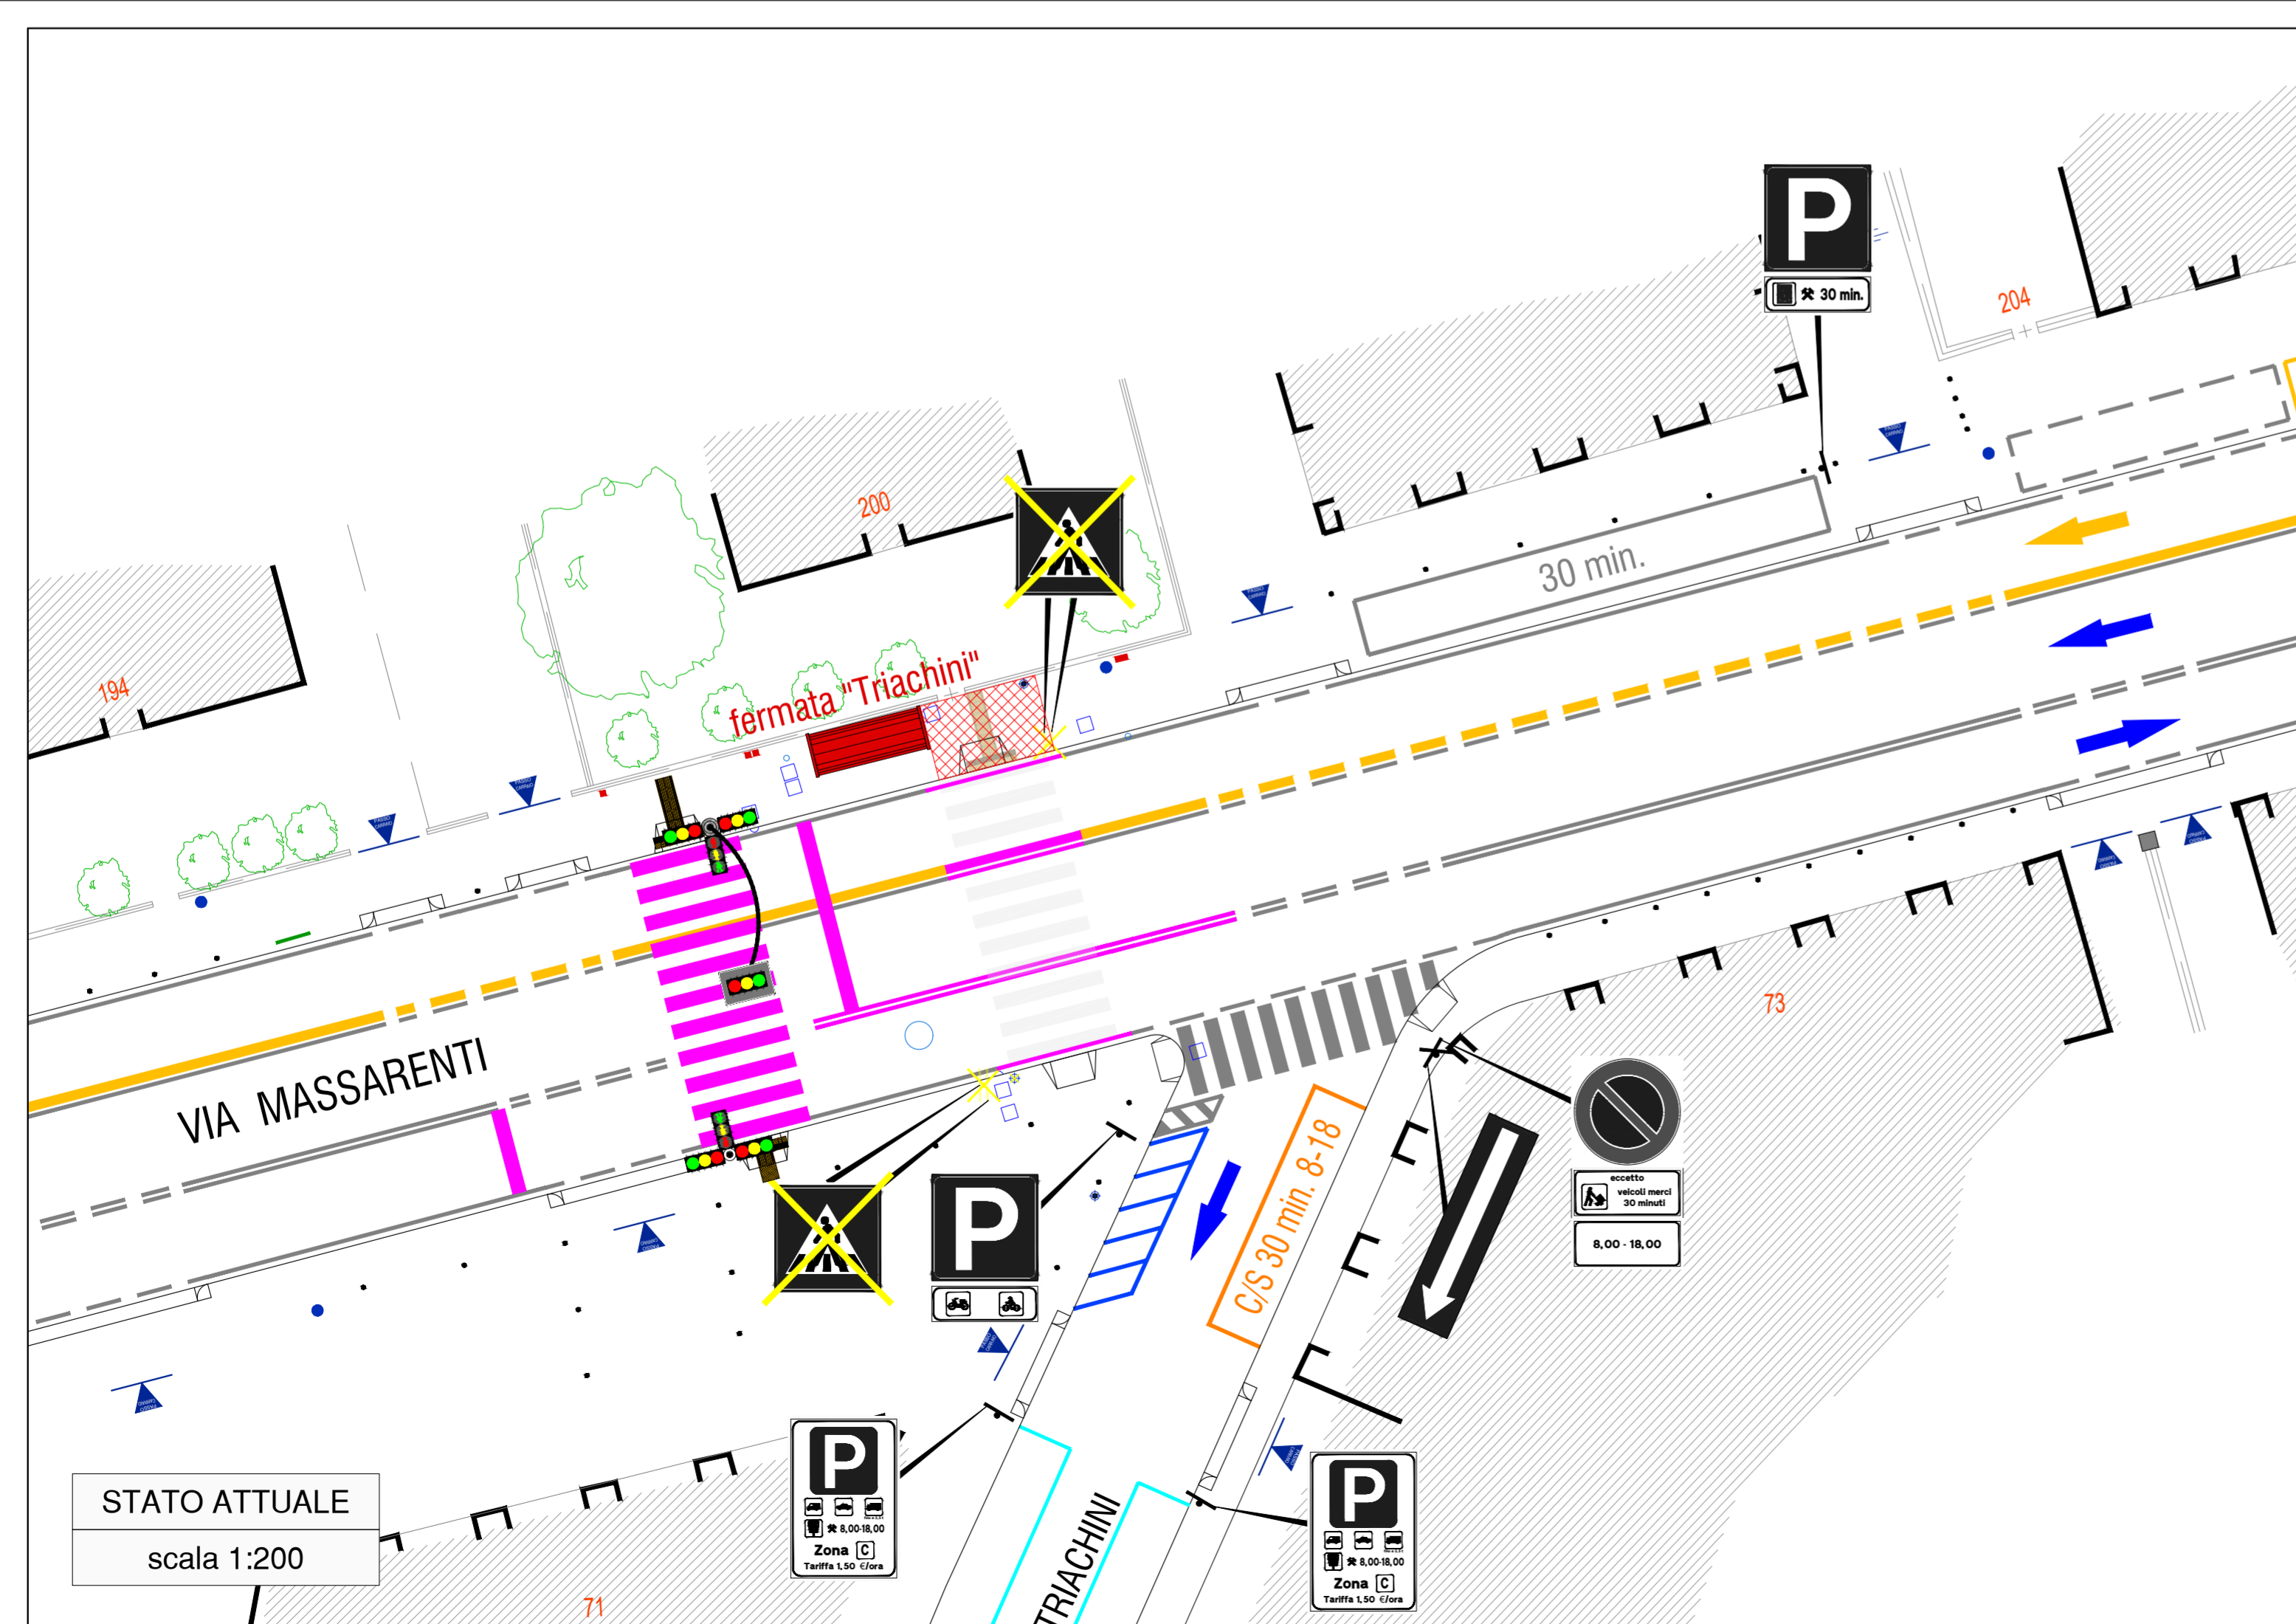 P
30 min.
204
200
30 min.
194
fermata "Triachini"
VIA MASSARENTI
73
C/S 30 min. 8-18
eccetto
veicoli merci
30 minuti
8,00 - 18,00
P
P
8,00-18,00
Zona C
Tariffa 1,50 €/ora
P
8,00-18,00
Zona C
Tariffa 1,50 €/ora
TRIACHINI
STATO ATTUALE
scala 1:200
71